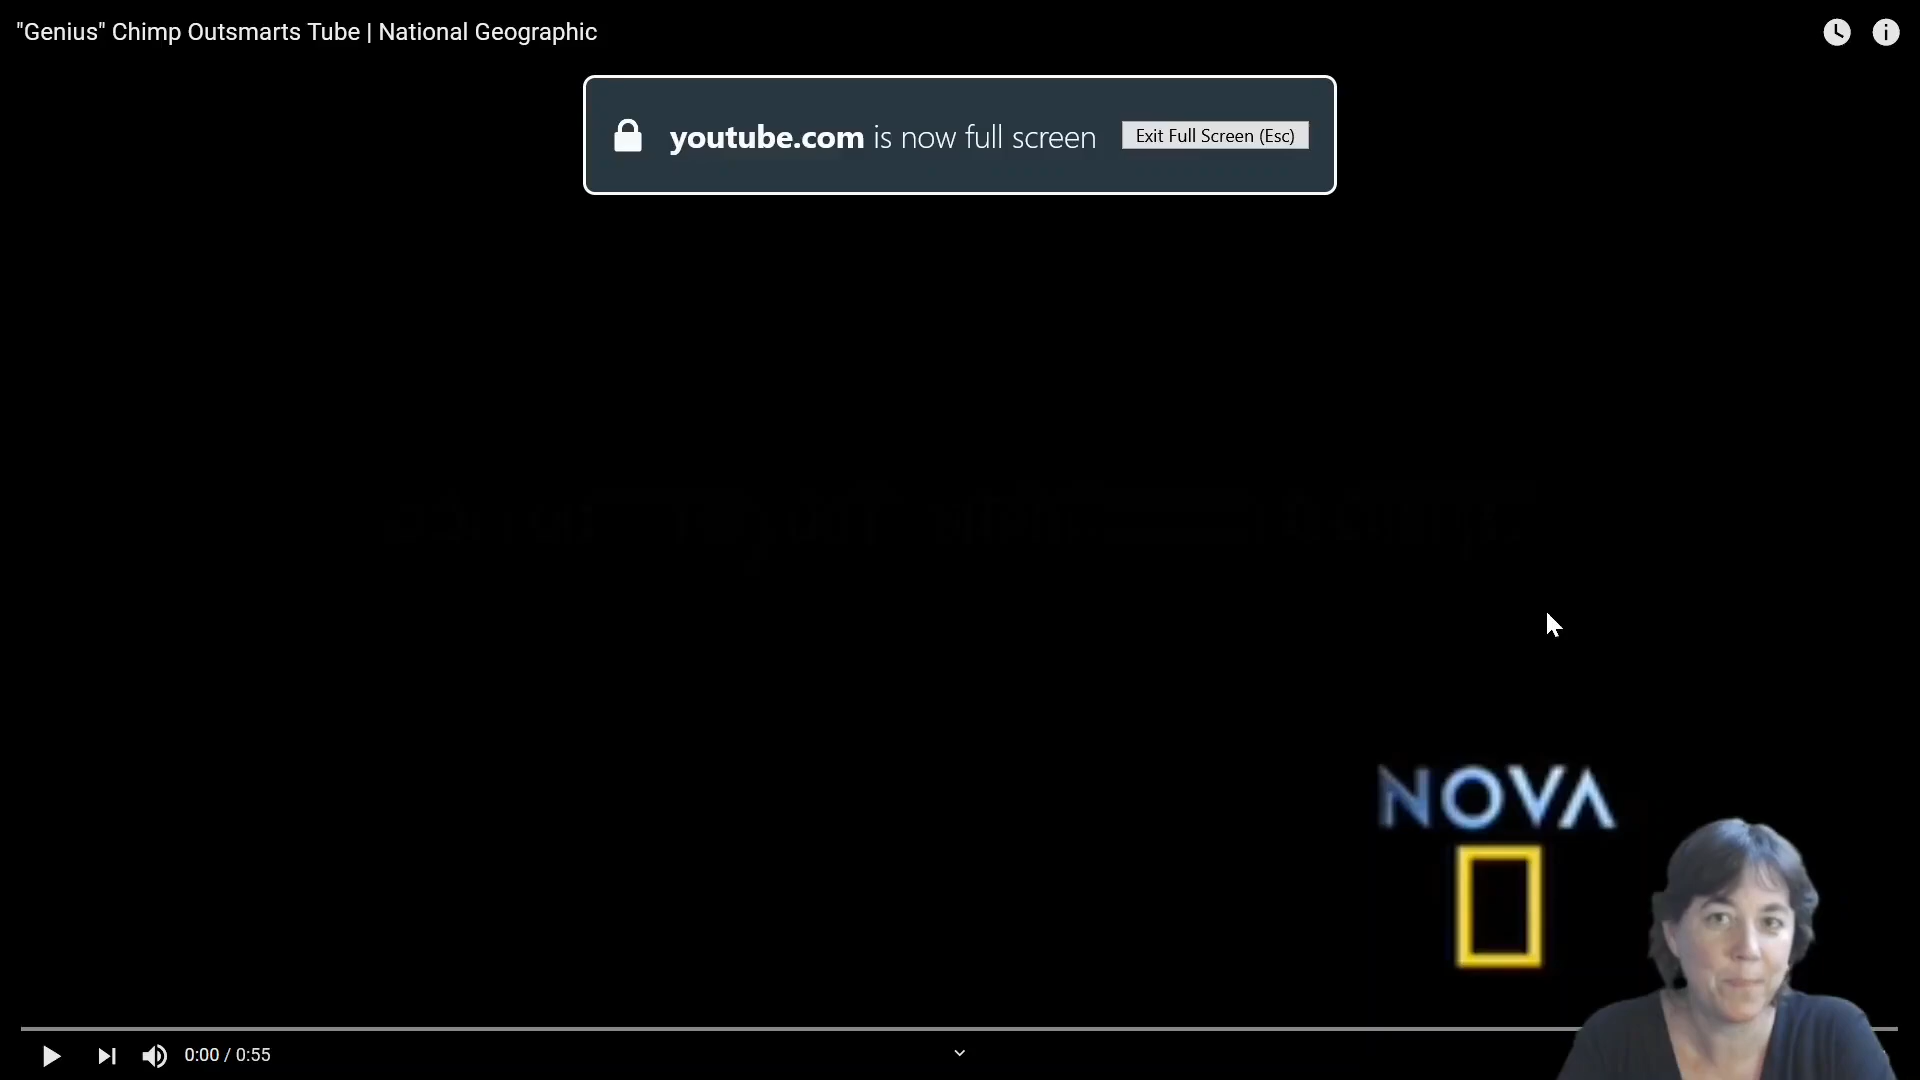 "Genius" Chimp Outsmarts Tube | National Geographic
youtube.com is now full screen
Exit Full Screen (Esc)
NOVA
0:00 / 0:55